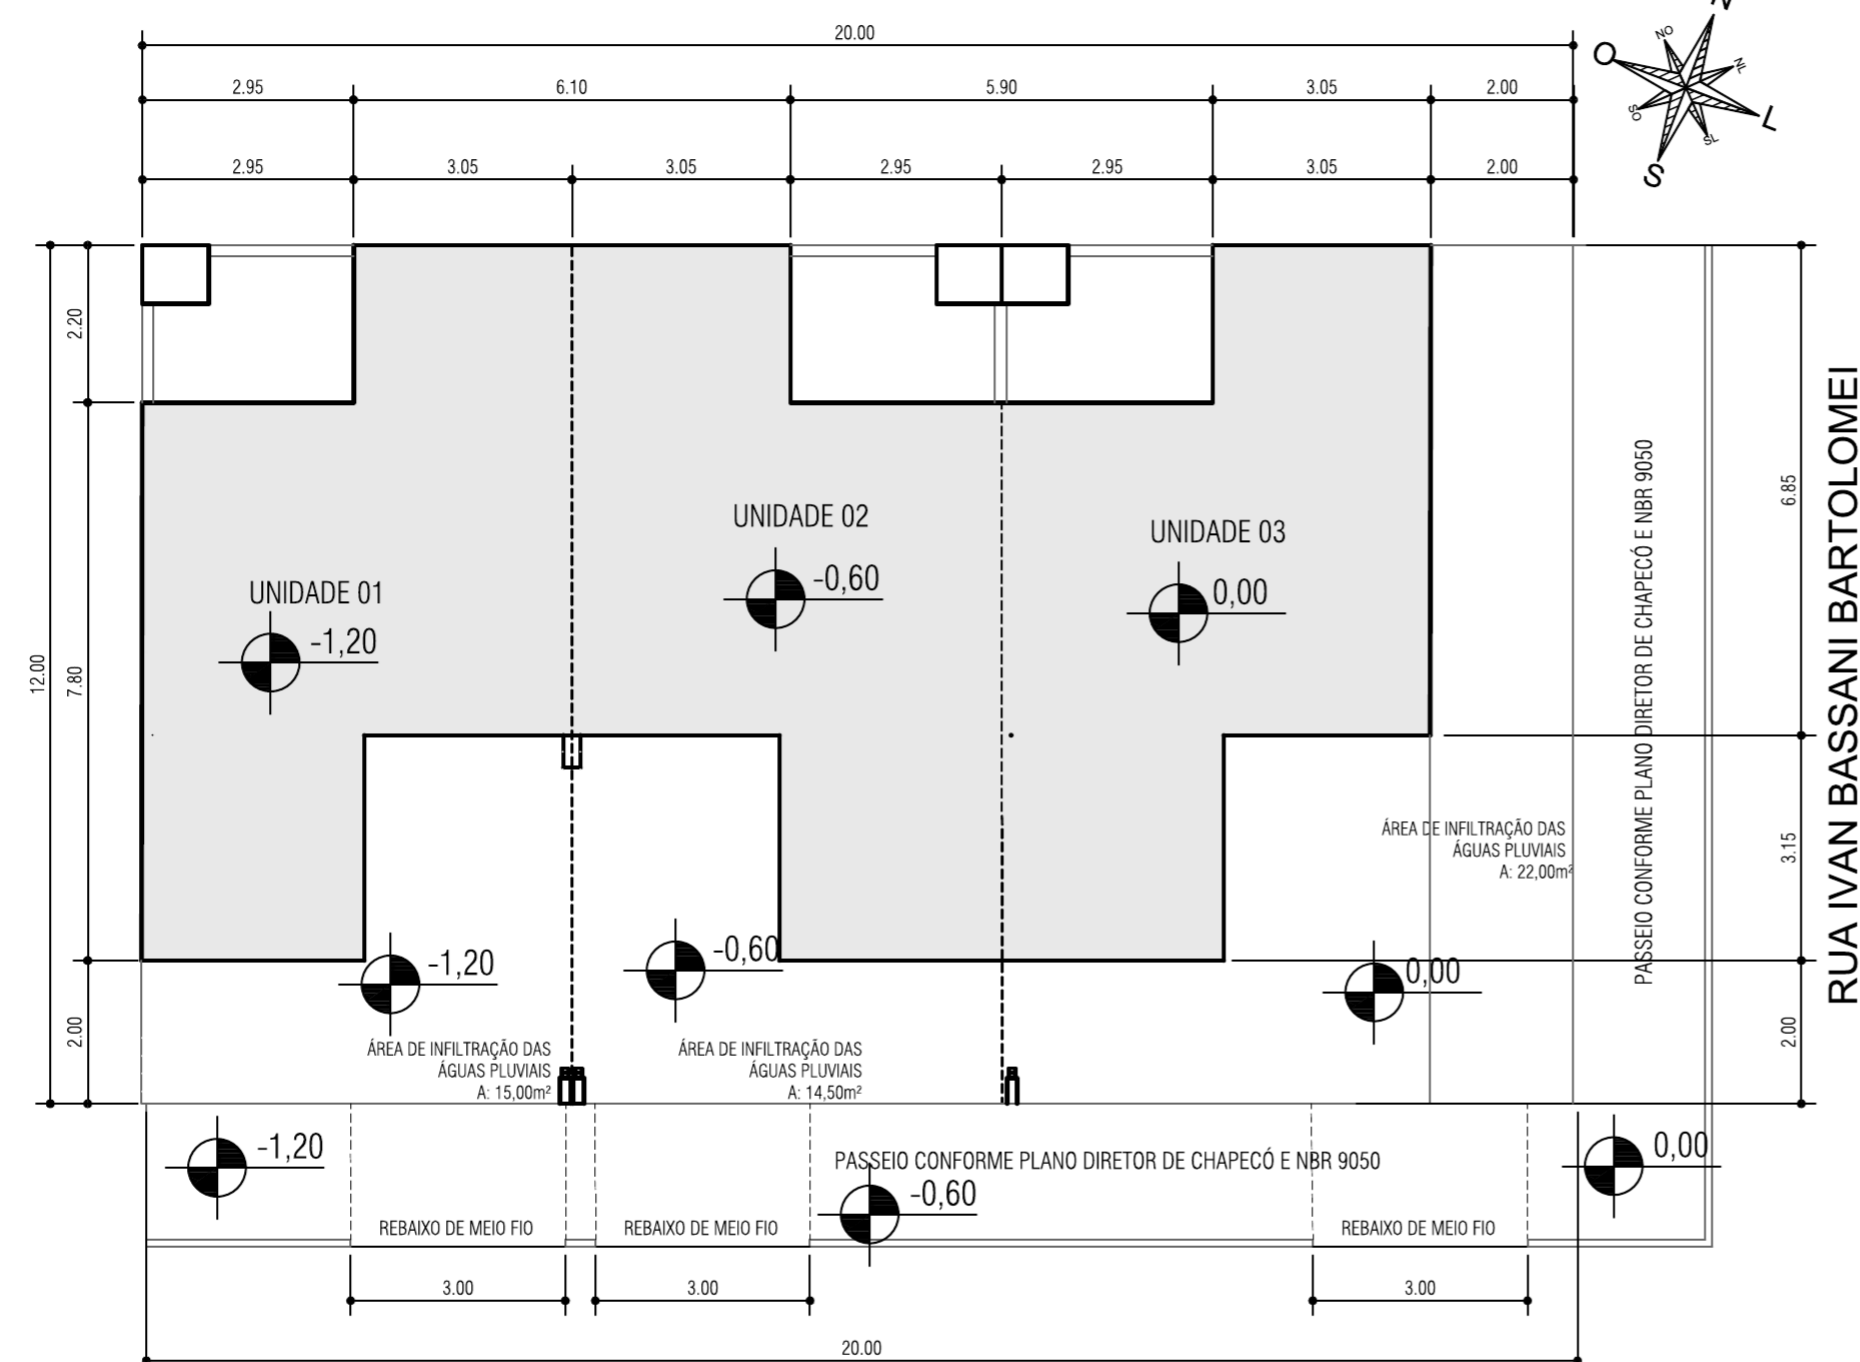 20.00
2.95 6.10 5.90 3.05 2.00
2.95 3.05 3.05 2.95 2.95 3.05 2.00
N
NO
O
NL
SO
L
SL
S
2.20
12.00
7.80
2.00
UNIDADE 01
-1,20
UNIDADE 02
-0,60
UNIDADE 03
0,00
6.85
3.15
2.00
PASSEIO CONFORME PLANO DIRETOR DE CHAPECÓ E NBR 9050
RUA IVAN BASSANI BARTOLOMEI
ÁREA DE INFILTRAÇÃO DAS
ÁGUAS PLUVIAIS
A: 22,00m²
-1,20
-0,60
0,00
ÁREA DE INFILTRAÇÃO DAS
ÁGUAS PLUVIAIS
A: 15,00m²
ÁREA DE INFILTRAÇÃO DAS
ÁGUAS PLUVIAIS
A: 14,50m²
-1,20
PASSEIO CONFORME PLANO DIRETOR DE CHAPECÓ E NBR 9050
-0,60
0,00
REBAIXO DE MEIO FIO
REBAIXO DE MEIO FIO
REBAIXO DE MEIO FIO
3.00 3.00 3.00
20.00